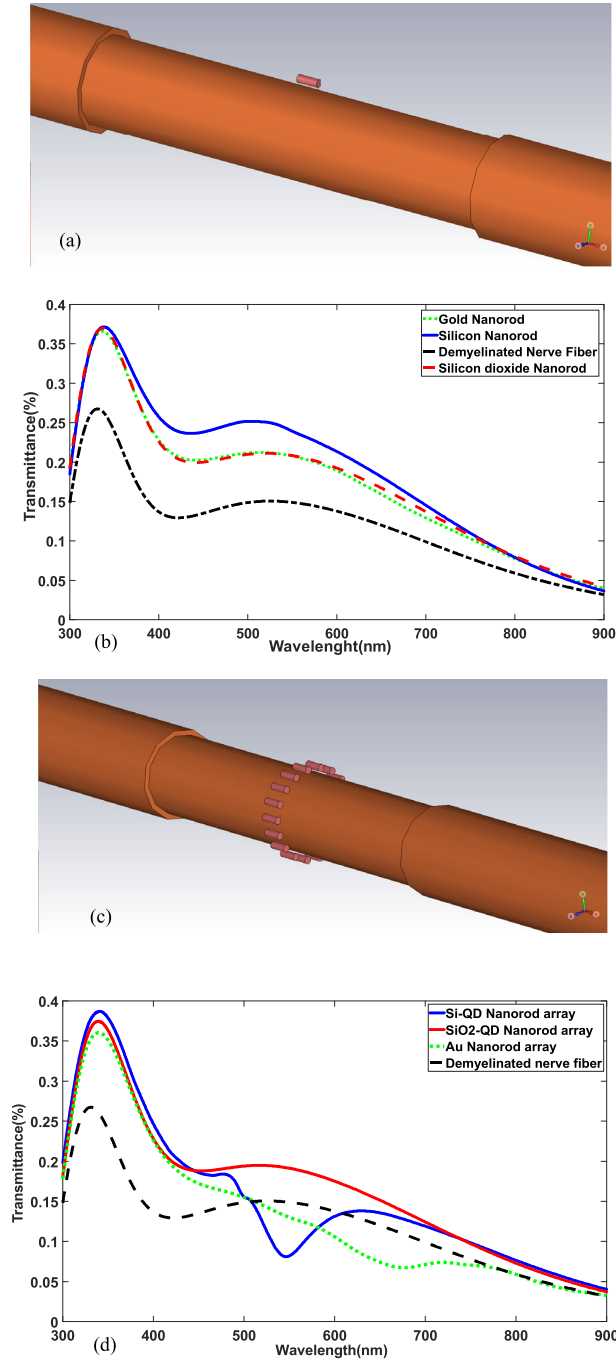 (a)
0.4
0.35
0.3
0.25
0.2
0.15
0.1
0.05
0
Transmittance(%)
Gold Nanorod
Silicon Nanorod
Demyelinated Nerve Fiber
Silicon dioxide Nanorod
300 400 500 600 700 800 900
Wavelenght(nm)
(b)
(c)
0.4
0.35
0.3
0.25
0.2
0.15
0.1
0.05
0
Transmittance(%)
Si-QD Nanorod array
SiO2-QD Nanorod array
Au Nanorod array
Demyelinated nerve fiber
300 400 500 600 700 800 900
Wavelength(nm)
(d)